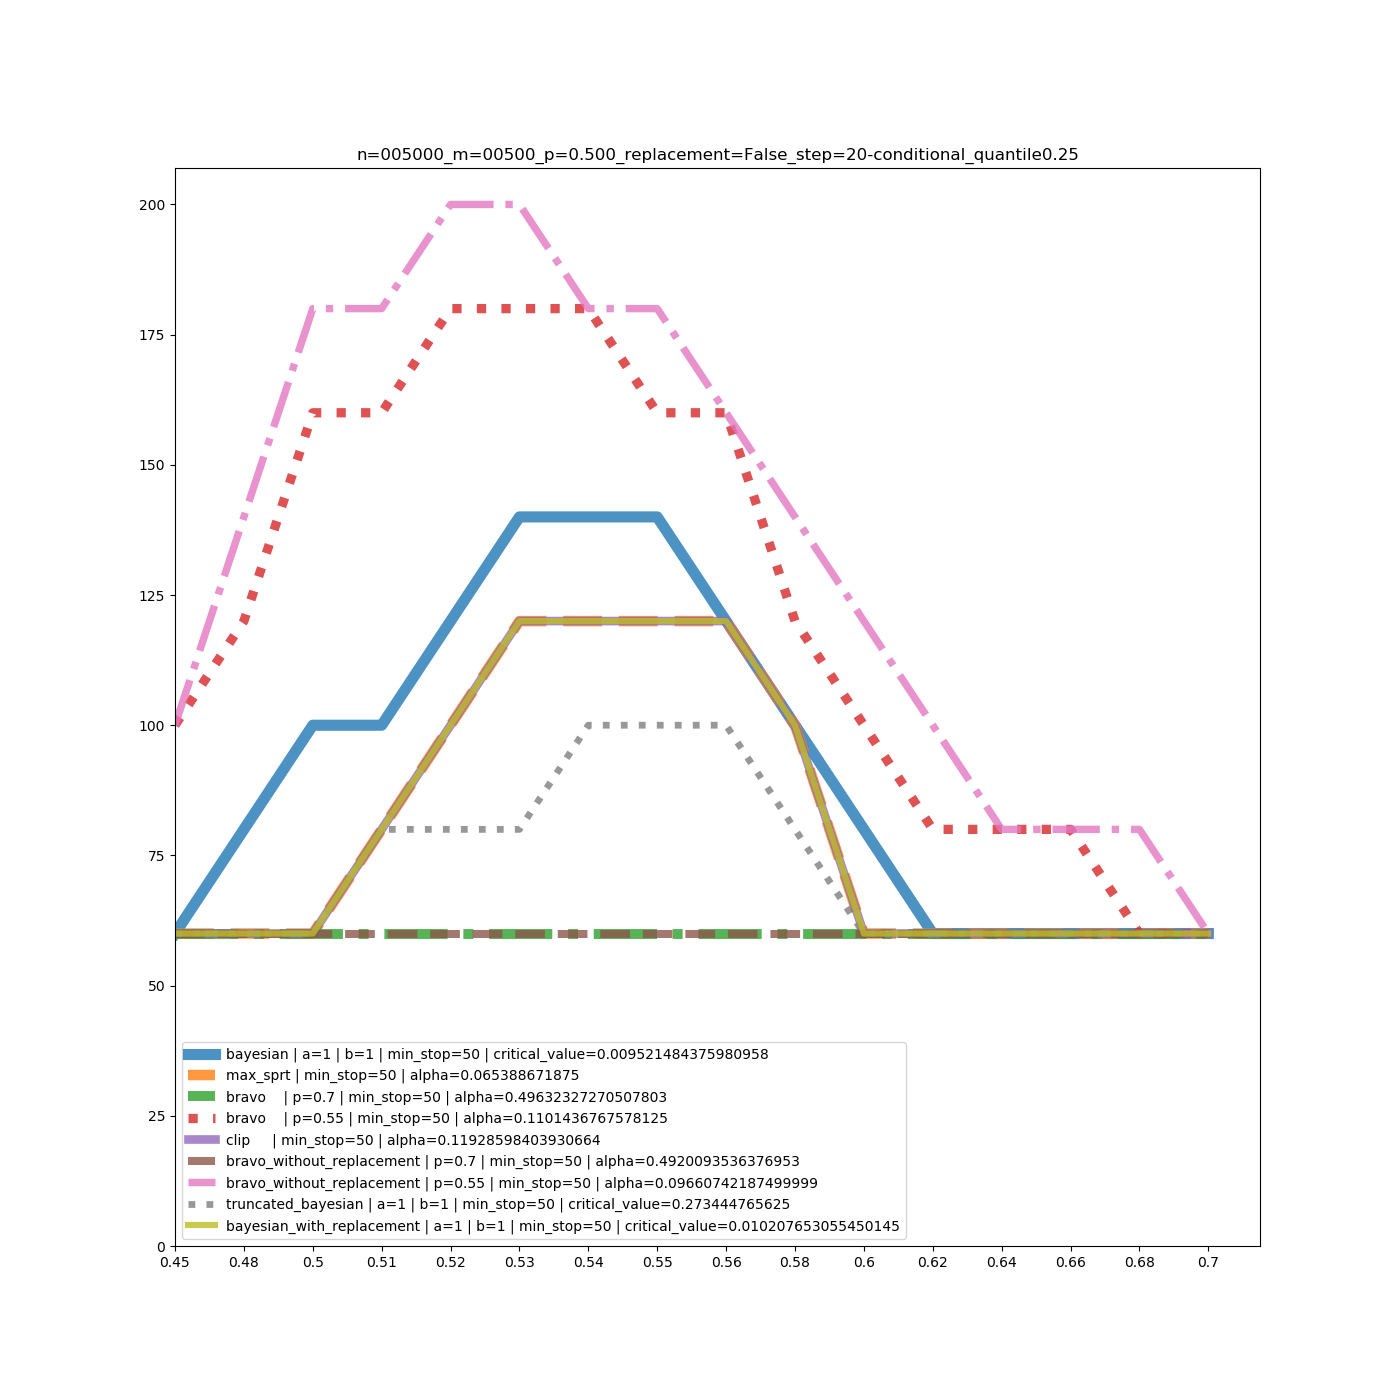 n=005000_m=00500_p=0.500_replacement=False_step=20-conditional_quantile0.25
200
175
150
125
100
75
50
25
0
bayesian | a=1 | b=1 | min_stop=50 | critical_value=0.009521484375980958
max_sprt | min_stop=50 | alpha=0.065388671875
bravo | p=0.7 | min_stop=50 | alpha=0.49632327270507803
bravo | p=0.55 | min_stop=50 | alpha=0.1101436767578125
clip | min_stop=50 | alpha=0.11928598403930664
bravo_without_replacement | p=0.7 | min_stop=50 | alpha=0.4920093536376953
bravo_without_replacement | p=0.55 | min_stop=50 | alpha=0.09660742187499999
truncated_bayesian | a=1 | b=1 | min_stop=50 | critical_value=0.273444765625
bayesian_with_replacement | a=1 | b=1 | min_stop=50 | critical_value=0.010207653055450145
0.45 0.48 0.5 0.51 0.52 0.53 0.54 0.55 0.56 0.58 0.6 0.62 0.64 0.66 0.68 0.7